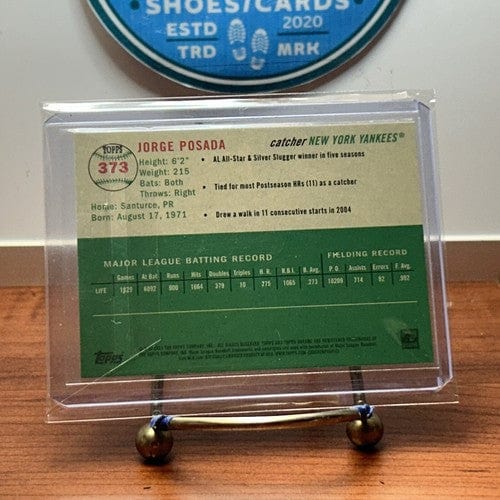 SHOES/CARDS
ESTD 2020
TRD MRK
TOPPS
373
JORGE POSADA
catcher NEW YORK YANKEES®
Height: 6'2"
Weight: 215
Bats: Both
Throws: Right
Home: Santurce, PR
Born: August 17, 1971
• AL All-Star & Silver Slugger winner in five seasons
• Tied for most Postseason HRs (11) as a catcher
• Drew a walk in 11 consecutive starts in 2004
MAJOR LEAGUE BATTING RECORD FIELDING RECORD
Games At Bat Runs Hits Doubles Triples H.R. R.B.I. B. Avg. P.O. Assists Errors F. Avg.
LIFE 1829 6092 900 1664 379 10 275 1065 .273 10209 714 92 .992
Topps